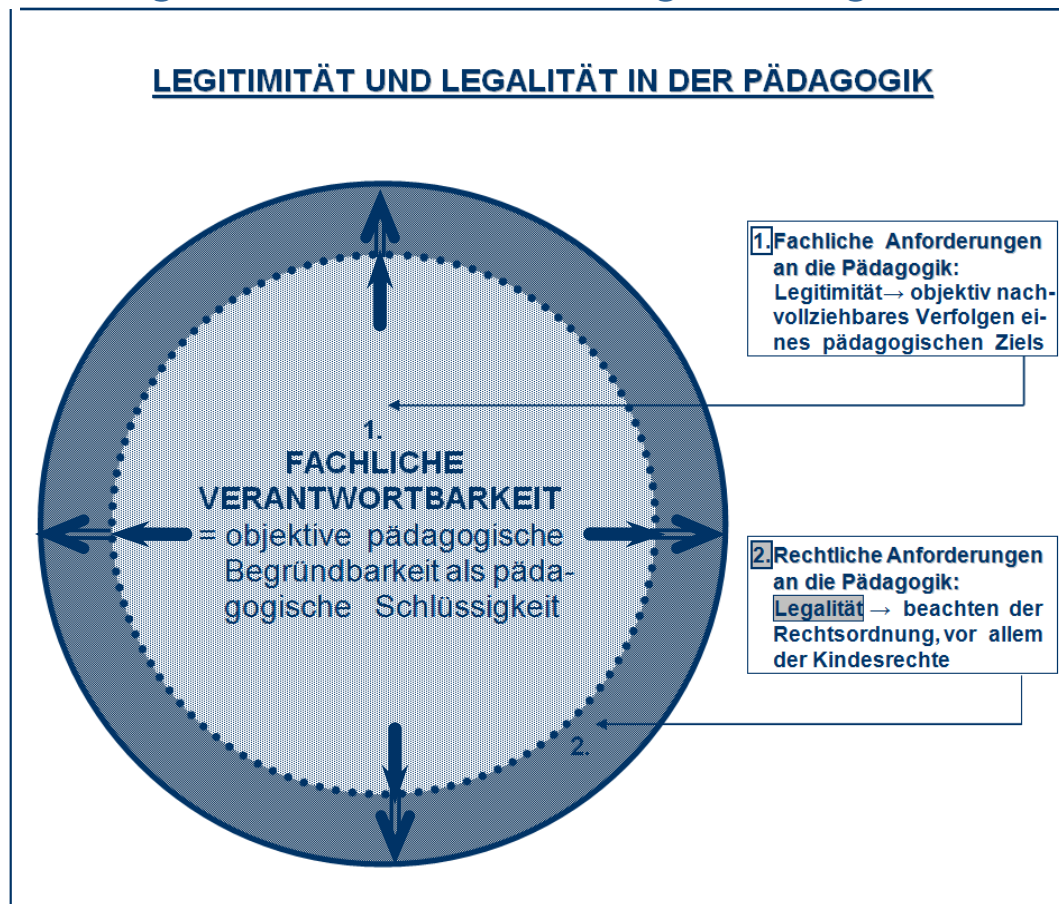 LEGITIMITÄT UND LEGALITÄT IN DER PÄDAGOGIK
1. Fachliche Anforderungen
an die Pädagogik:
Legitimität→ objektiv nach-
vollziehbares Verfolgen ei-
nes pädagogischen Ziels
1.
FACHLICHE
VERANTWORTBARKEIT
= objektive pädagogische
Begründbarkeit als päda-
gogische Schlüssigkeit
2. Rechtliche Anforderungen
an die Pädagogik:
Legalität → beachten der
Rechtsordnung, vor allem
der Kindesrechte
2.